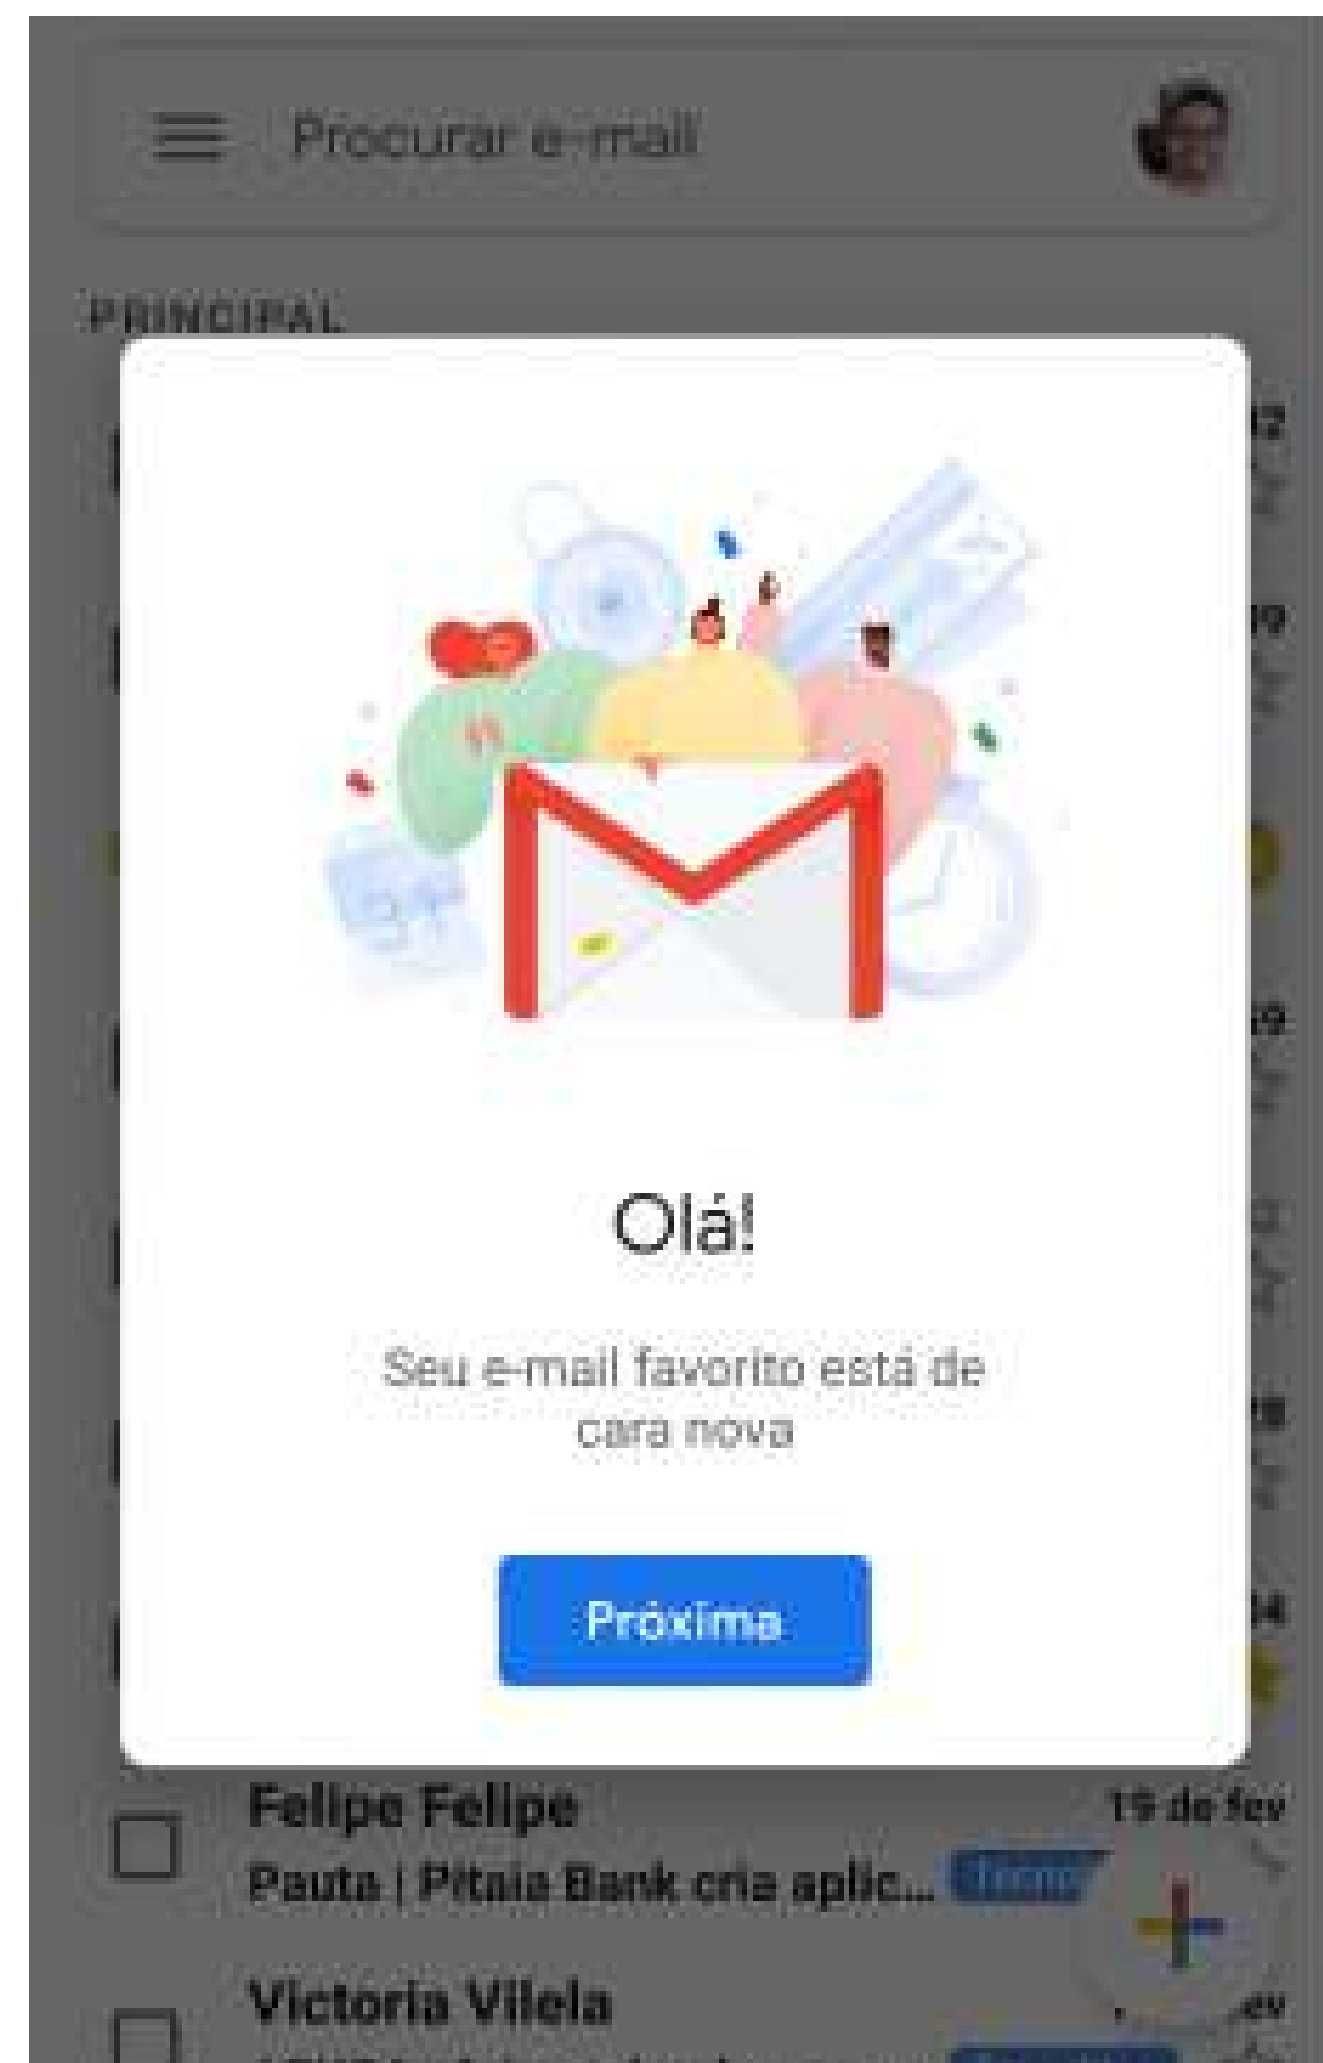 Procurar e-mail
PRINCIPAL
Olá!
Seu e-mail favorito está de
cara nova
Próxima
Felipe Felipe
19 de fev
Pauta | Pitaia Bank cria aplic...
Victoria Vilela